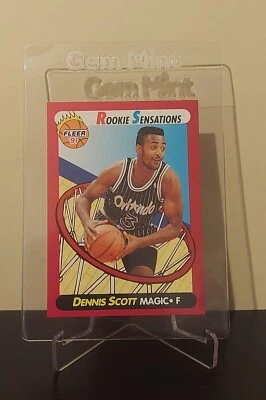 Gem Mint
Gem Mint
ROOKIE SENSATIONS
FLEER
91
Orlando
3
DENNIS SCOTT MAGIC • F